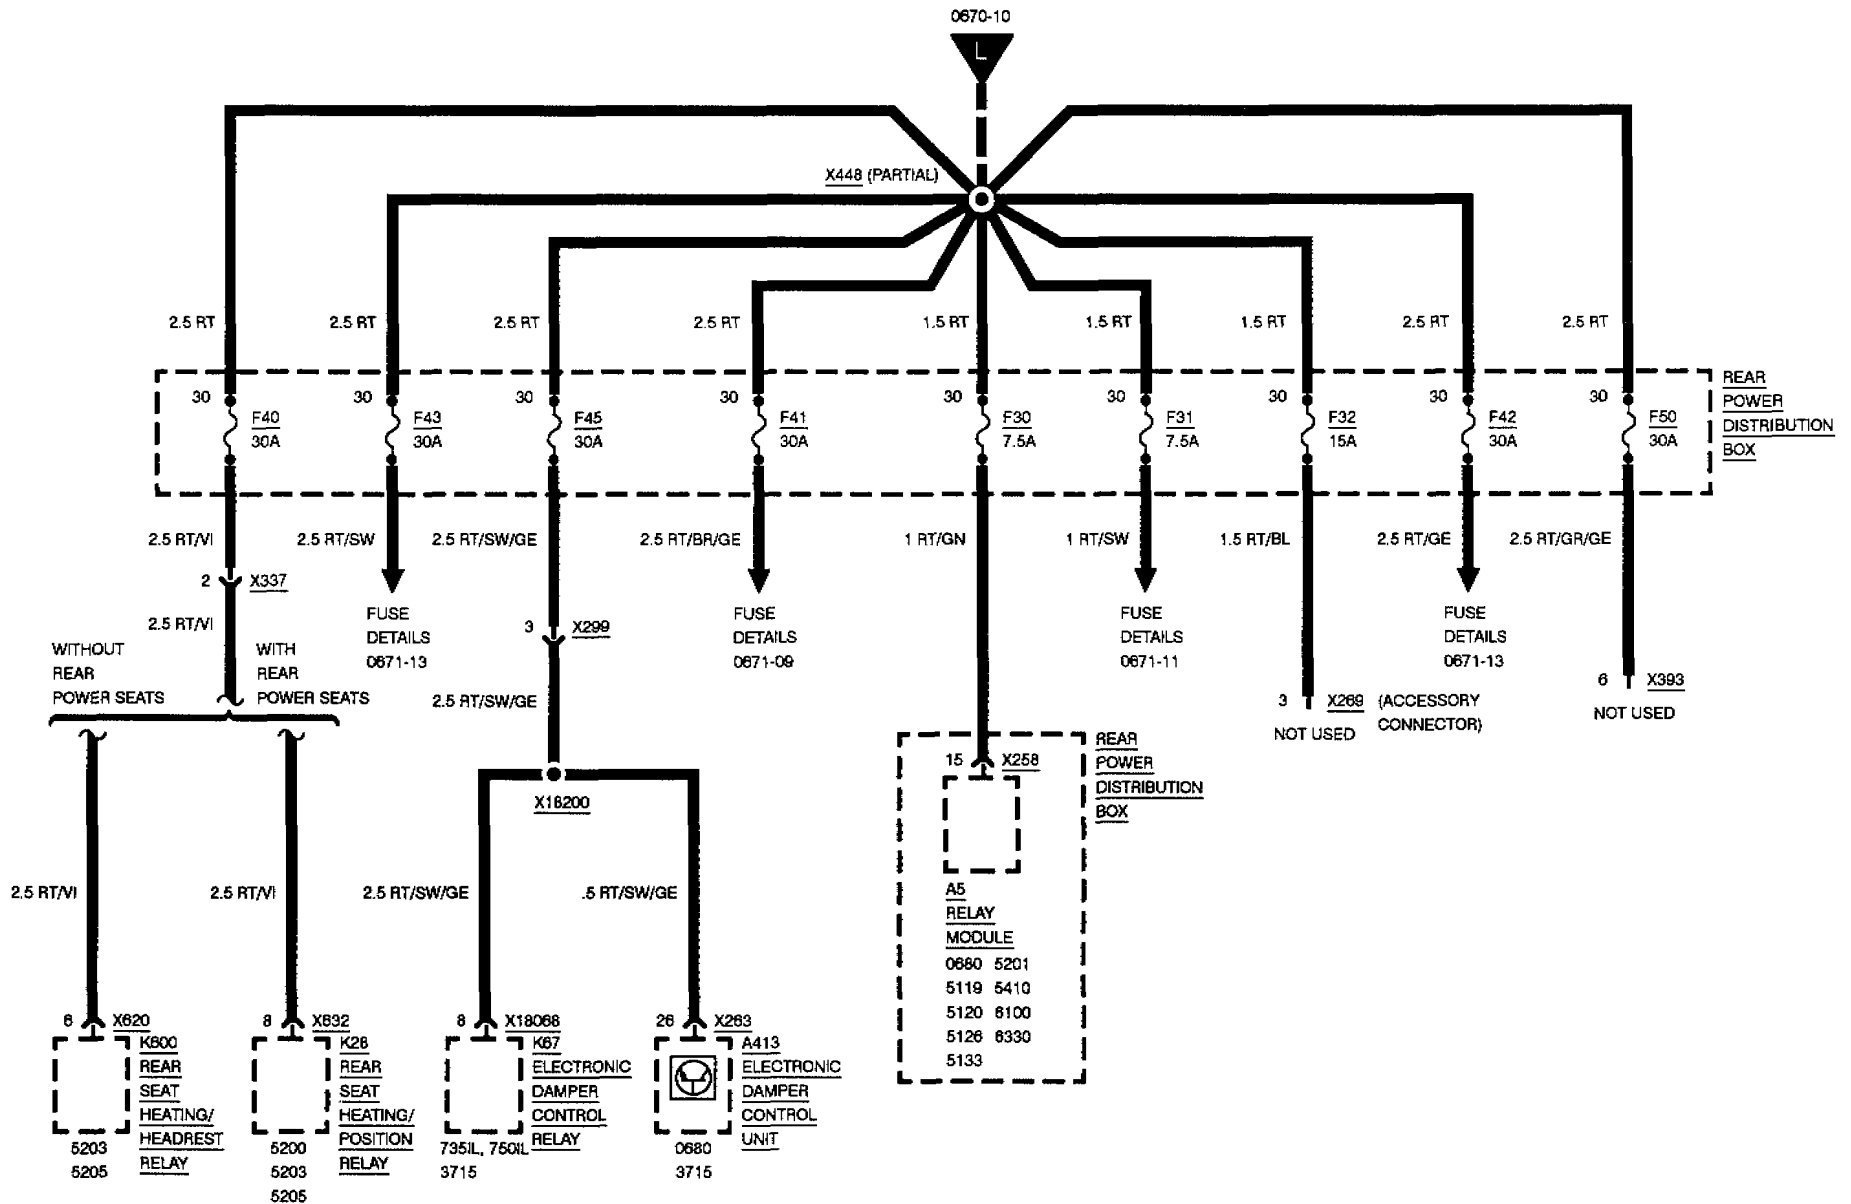 0670-10
L
X448 (PARTIAL)
2.5 RT
2.5 RT
2.5 RT
2.5 RT
1.5 RT
1.5 RT
1.5 RT
2.5 RT
2.5 RT
30
F40
30A
30
F43
30A
30
F45
30A
30
F41
30A
30
F30
7.5A
30
F31
7.5A
30
F32
15A
30
F42
30A
30
F50
30A
REAR
POWER
DISTRIBUTION
BOX
2.5 RT/VI
2.5 RT/SW
2.5 RT/SW/GE
2.5 RT/BR/GE
1 RT/GN
1 RT/SW
1.5 RT/BL
2.5 RT/GE
2.5 RT/GR/GE
2
X337
2.5 RT/VI
FUSE
DETAILS
0671-13
3
X299
FUSE
DETAILS
0671-09
FUSE
DETAILS
0671-11
FUSE
DETAILS
0671-13
WITHOUT
REAR
POWER SEATS
WITH
REAR
POWER SEATS
2.5 RT/SW/GE
3
X269
(ACCESSORY
CONNECTOR)
NOT USED
6
X393
NOT USED
X18200
15
X258
REAR
POWER
DISTRIBUTION
BOX
A5
RELAY
MODULE
0680 5201
5119 5410
5120 6100
5126 6330
5133
2.5 RT/VI
2.5 RT/VI
2.5 RT/SW/GE
.5 RT/SW/GE
6
X620
K600
REAR
SEAT
HEATING/
HEADREST
RELAY
5203
5205
8
X632
K28
REAR
SEAT
HEATING/
POSITION
RELAY
5200
5203
5205
8
X18068
K67
ELECTRONIC
DAMPER
CONTROL
RELAY
735IL, 750IL
3715
26
X263
A413
ELECTRONIC
DAMPER
CONTROL
UNIT
0680
3715